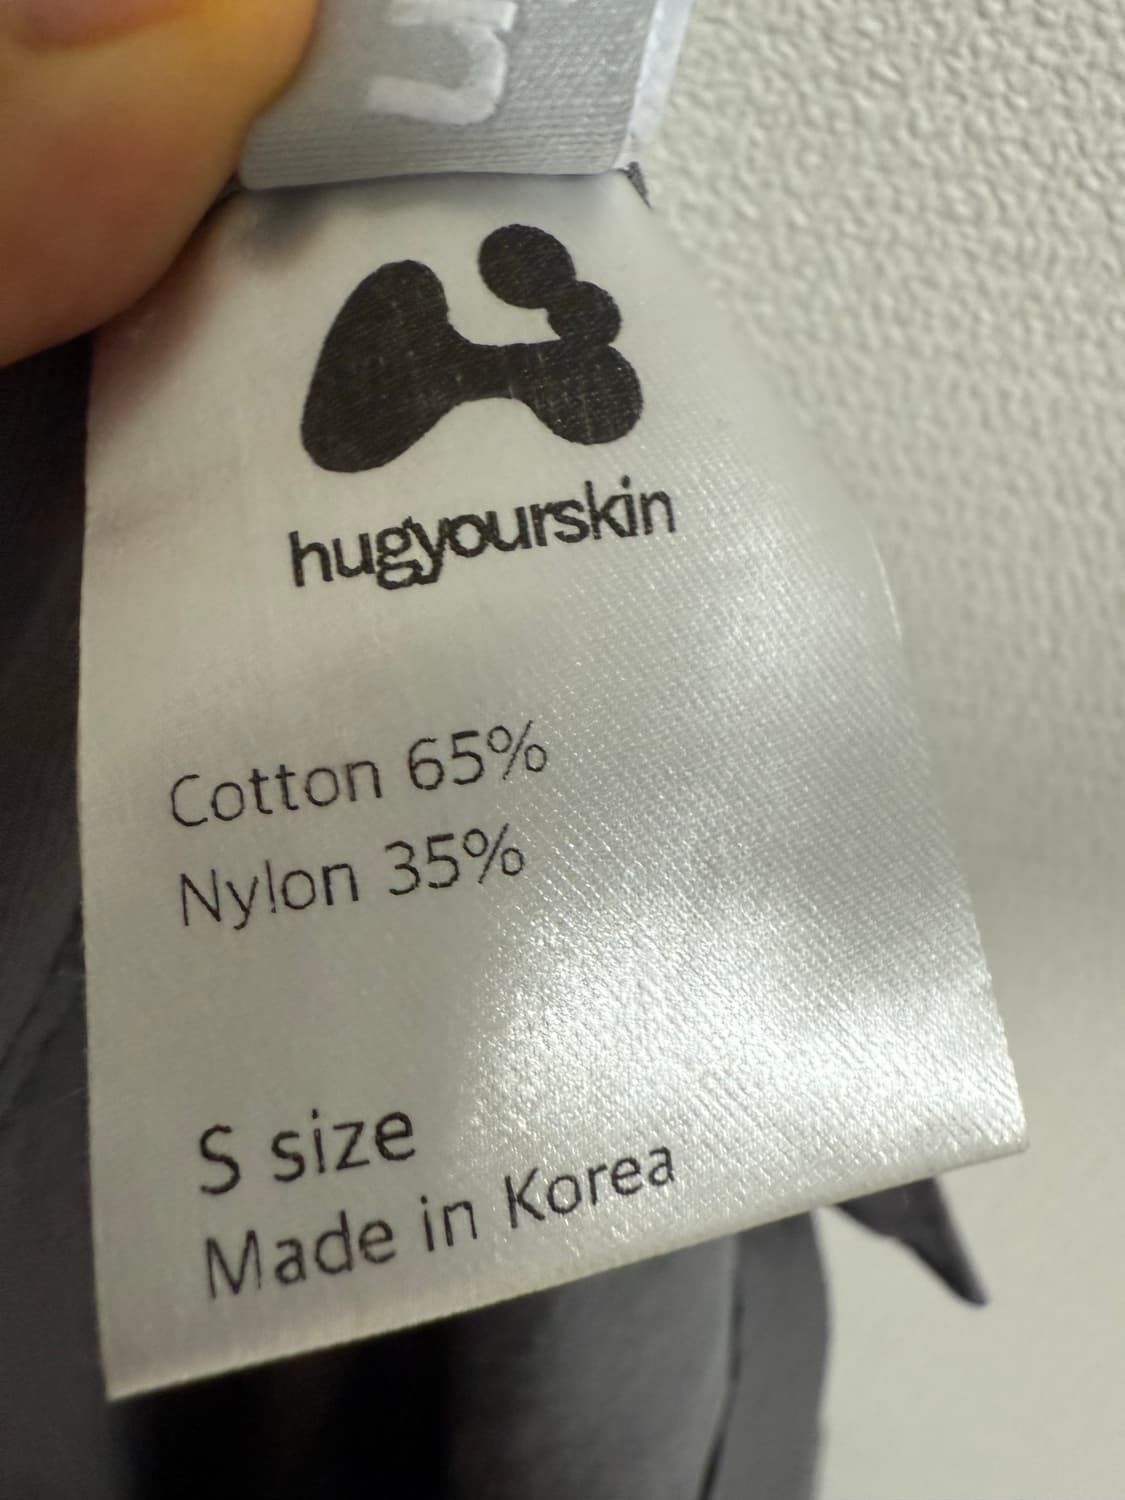 hugyourskin
Cotton 65%
Nylon 35%
S size
Made in Korea